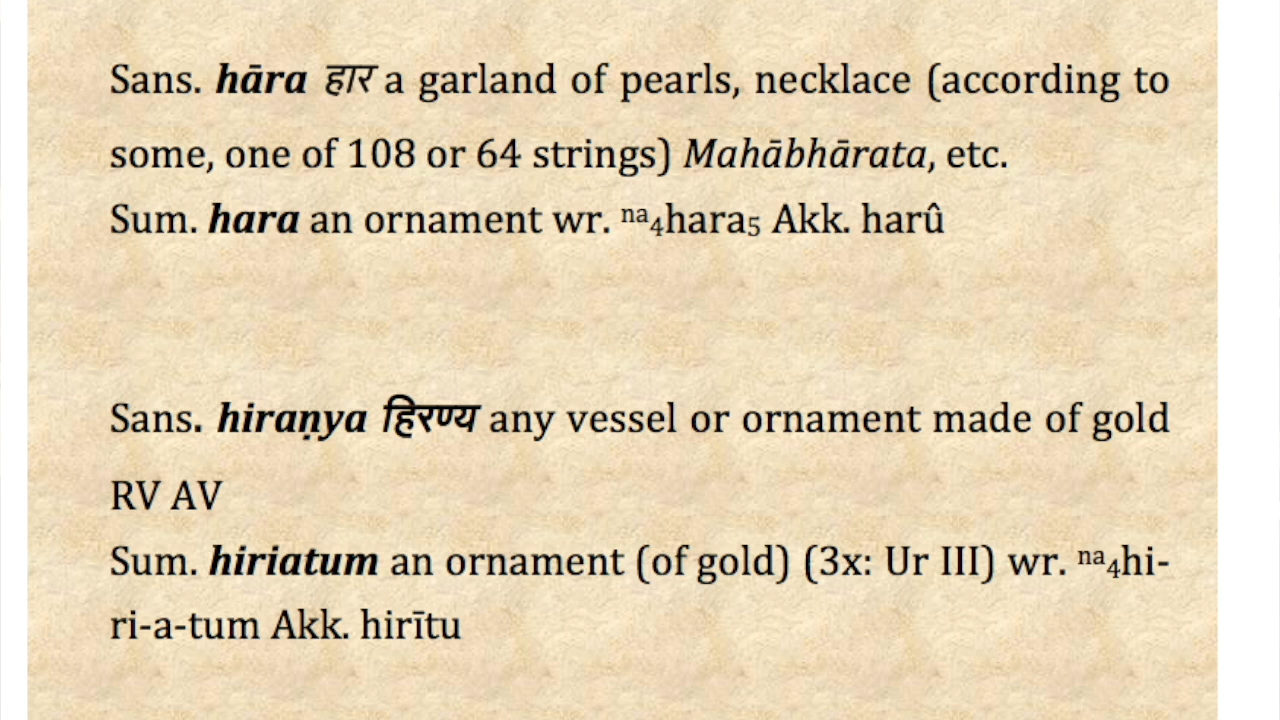 Sans. hāra हार a garland of pearls, necklace (according to
some, one of 108 or 64 strings) Mahābhārata, etc.
Sum. hara an ornament wr. ⁿᵃ₄hara₅ Akk. harû
Sans. hiraṇya हिरण्य any vessel or ornament made of gold
RV AV
Sum. hiriatum an ornament (of gold) (3x: Ur III) wr. ⁿᵃ₄hi-
ri-a-tum Akk. hirītu